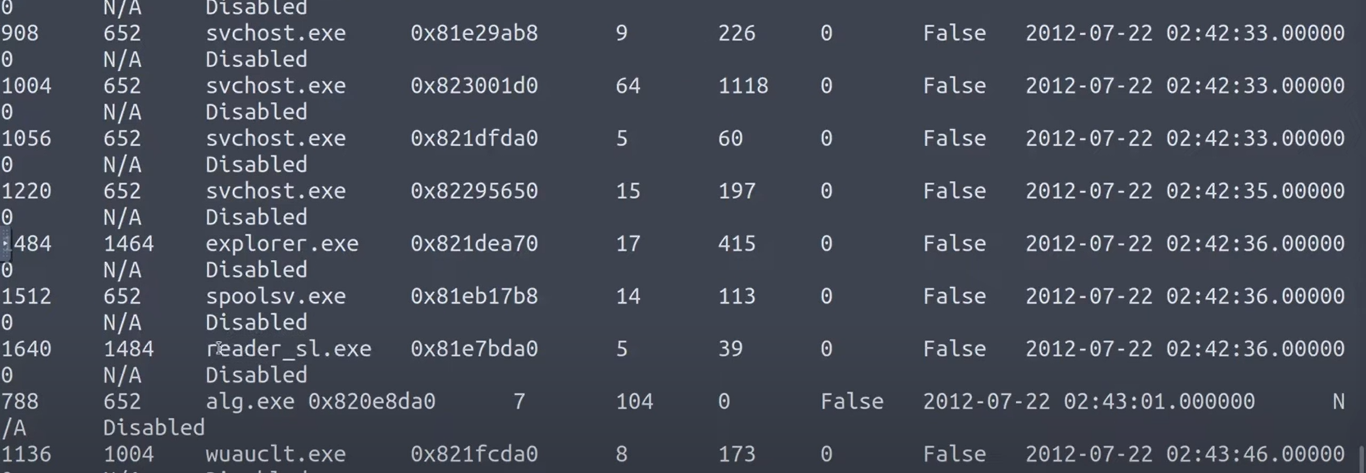 0 N/A Disabled
908 652 svchost.exe 0x81e29ab8 9 226 0 False 2012-07-22 02:42:33.00000
0 N/A Disabled
1004 652 svchost.exe 0x823001d0 64 1118 0 False 2012-07-22 02:42:33.00000
0 N/A Disabled
1056 652 svchost.exe 0x821dfda0 5 60 0 False 2012-07-22 02:42:33.00000
0 N/A Disabled
1220 652 svchost.exe 0x82295650 15 197 0 False 2012-07-22 02:42:35.00000
0 N/A Disabled
1484 1464 explorer.exe 0x821dea70 17 415 0 False 2012-07-22 02:42:36.00000
0 N/A Disabled
1512 652 spoolsv.exe 0x81eb17b8 14 113 0 False 2012-07-22 02:42:36.00000
0 N/A Disabled
1640 1484 reader_sl.exe 0x81e7bda0 5 39 0 False 2012-07-22 02:42:36.00000
0 N/A Disabled
788 652 alg.exe 0x820e8da0 7 104 0 False 2012-07-22 02:43:01.000000 N
/A Disabled
1136 1004 wuauclt.exe 0x821fcda0 8 173 0 False 2012-07-22 02:43:46.00000
0 N/A Disabled